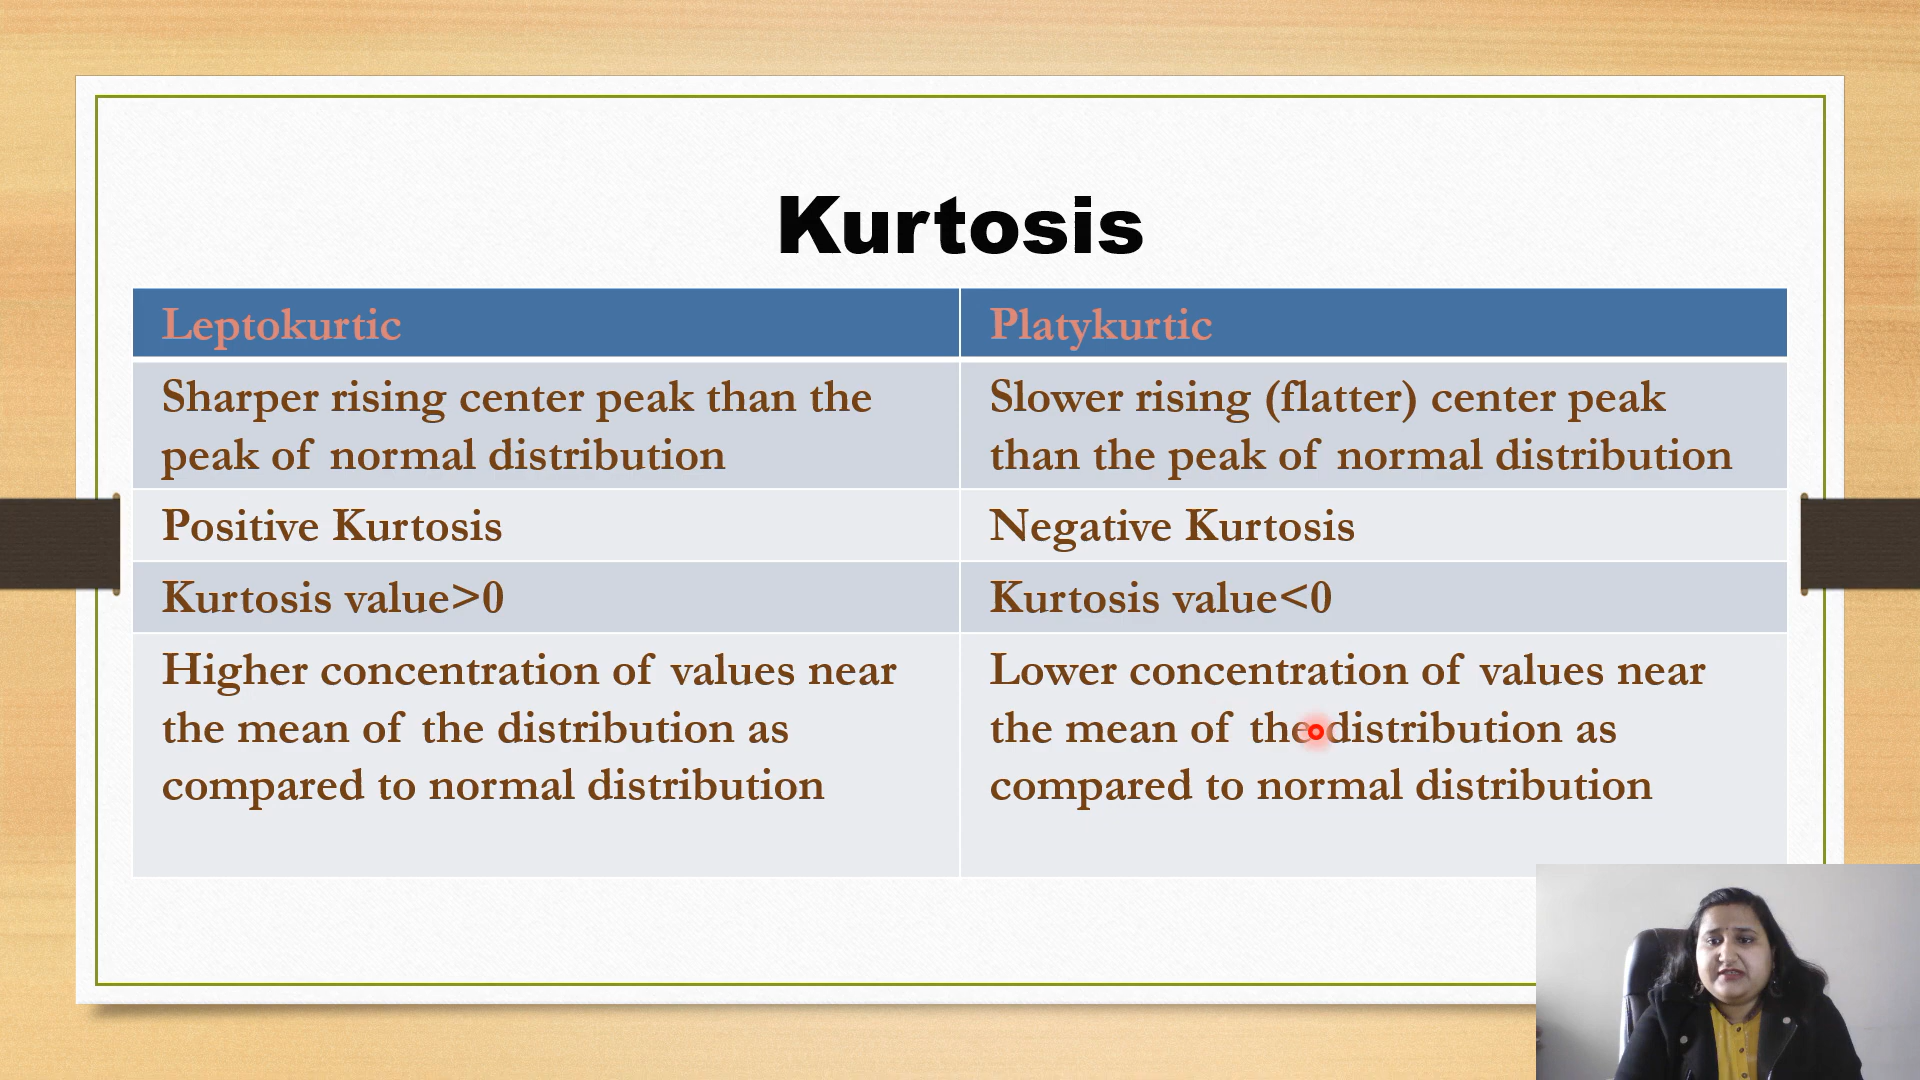 Kurtosis
Leptokurtic
Platykurtic
Sharper rising center peak than the
peak of normal distribution
Slower rising (flatter) center peak
than the peak of normal distribution
Positive Kurtosis
Negative Kurtosis
Kurtosis value>0
Kurtosis value<0
Higher concentration of values near
the mean of the distribution as
compared to normal distribution
Lower concentration of values near
the mean of the distribution as
compared to normal distribution